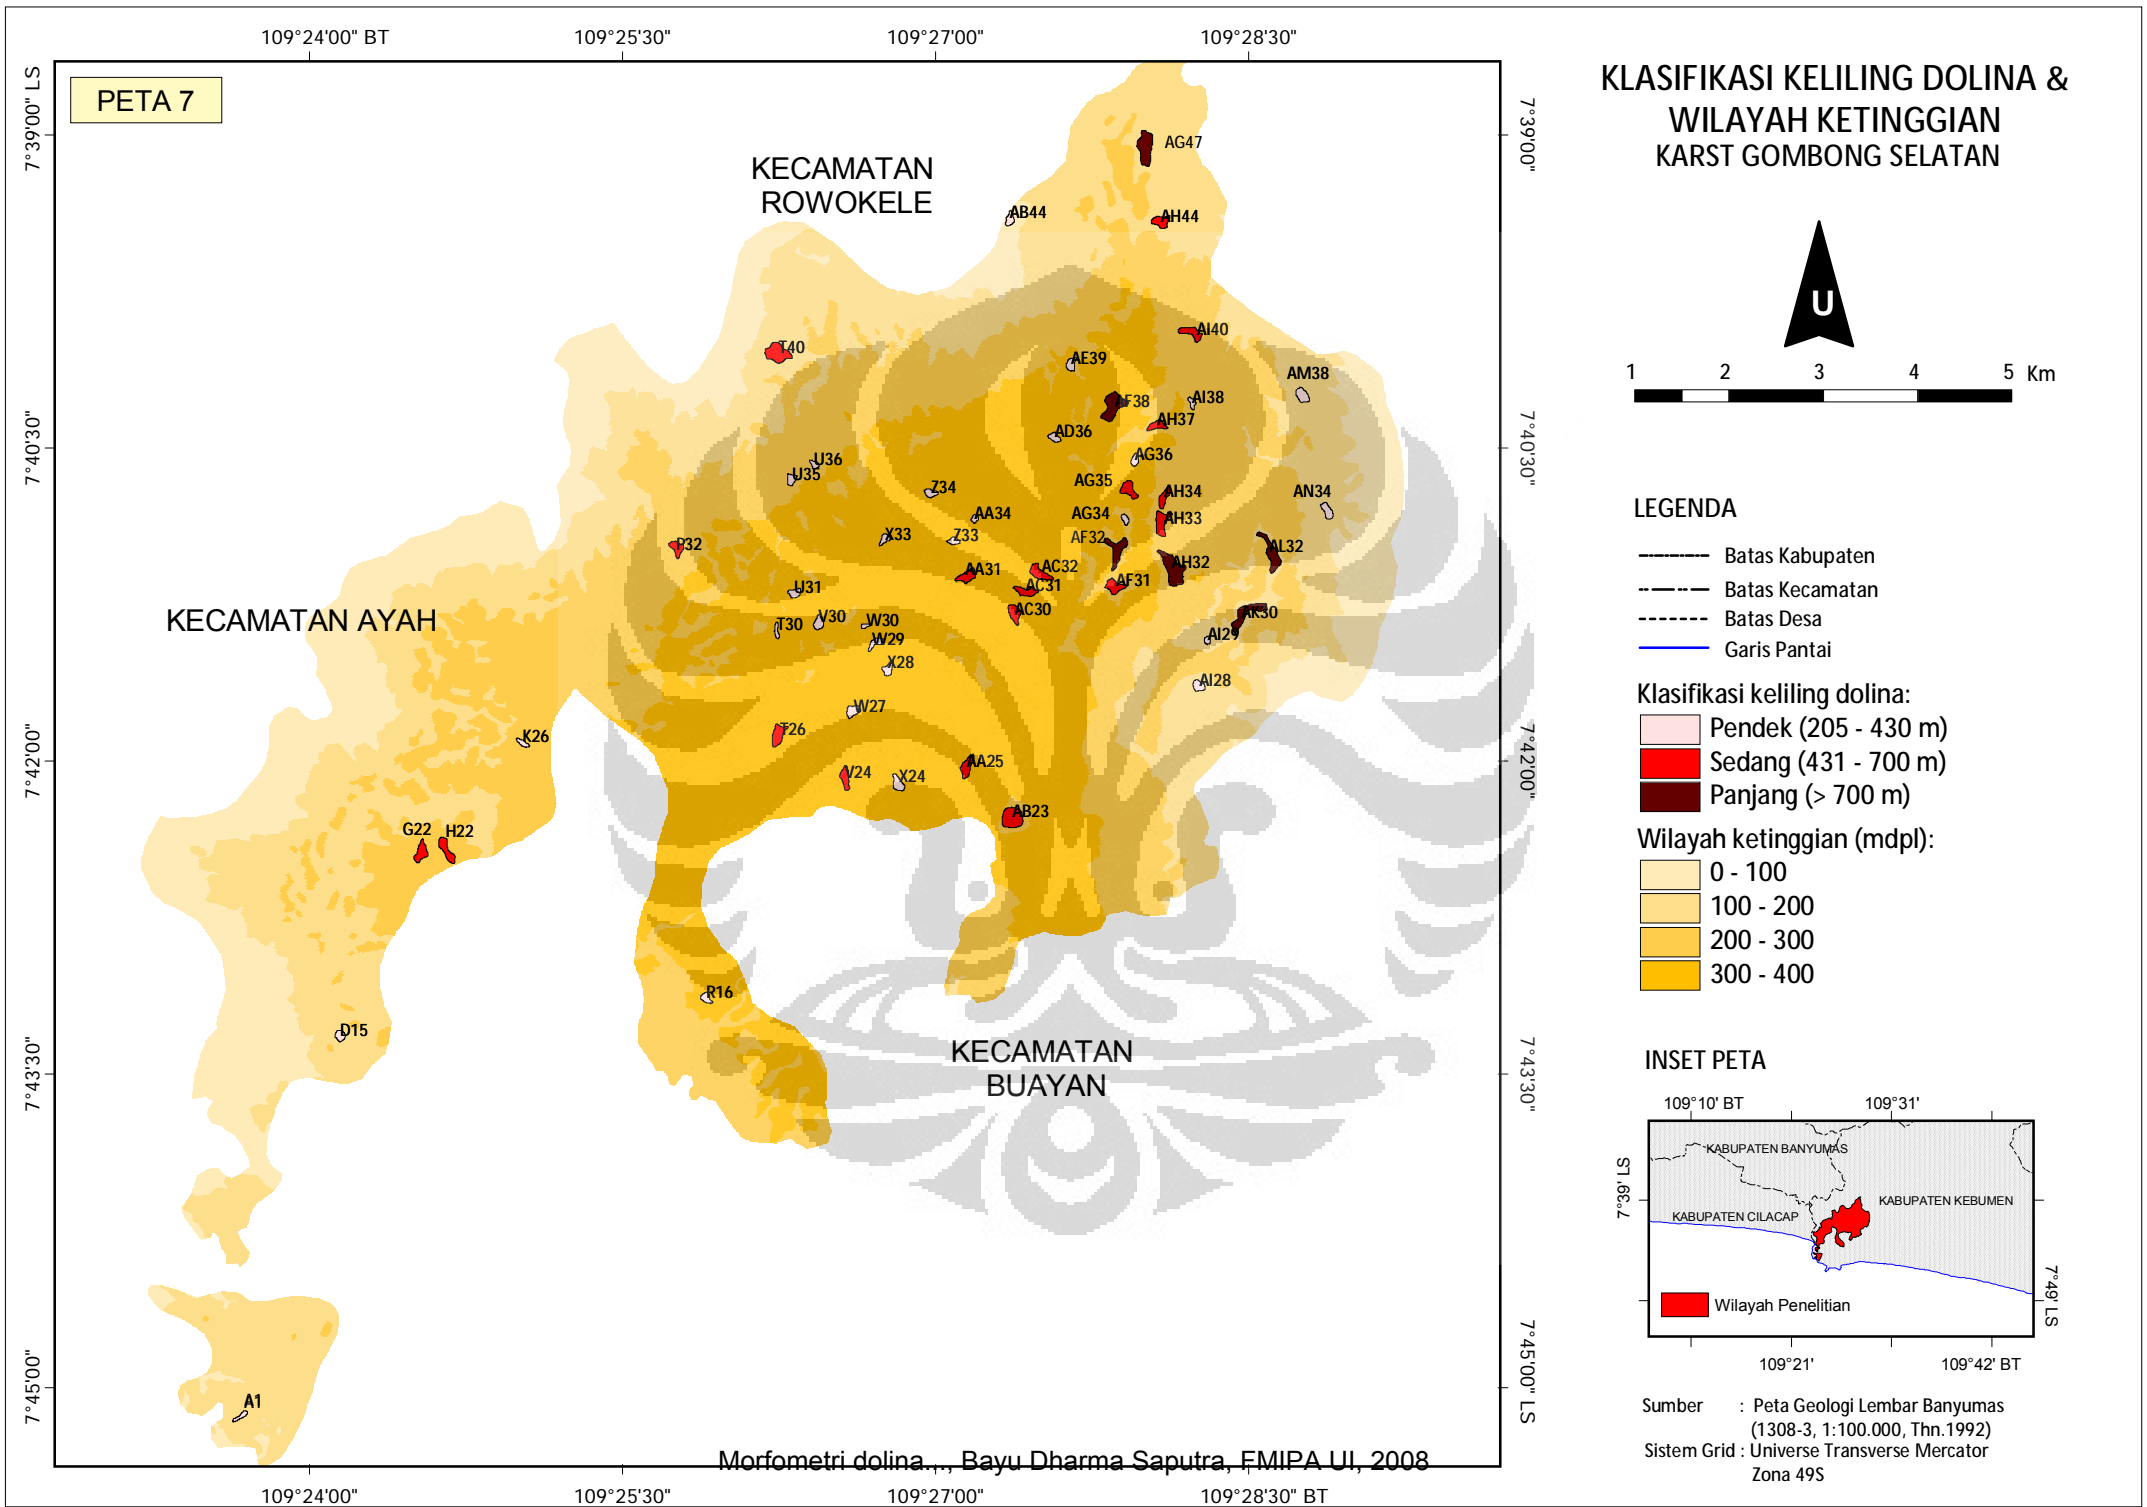 109°24'00" BT
109°25'30"
109°27'00"
109°28'30"
PETA 7
7°39'00" LS
7°40'30"
7°42'00"
7°43'30"
7°45'00"
KECAMATAN
ROWOKELE
KECAMATAN AYAH
KECAMATAN
BUAYAN
AG47
AB44
AH44
AI40
T40
AE39
AM38
AF38
AI38
AH37
AD36
AG36
U36
U35
AG35
Z34
AH34
AN34
AA34
AG34
AH33
X33
Z33
AF32
P32
AL32
AH32
AC32
AA31
AC31
AF31
U31
AC30
AK30
V30
T30
W30
AI29
W29
X28
AI28
W27
T26
K26
AA25
V24
X24
AB23
G22
H22
R16
D15
A1
7°39'00"
7°40'30"
7°42'00"
7°43'30"
7°45'00" LS
Morfometri dolina..., Bayu Dharma Saputra, FMIPA UI, 2008
109°24'00"
109°25'30"
109°27'00"
109°28'30" BT
KLASIFIKASI KELILING DOLINA &
WILAYAH KETINGGIAN
KARST GOMBONG SELATAN
U
1 2 3 4 5 Km
LEGENDA
Batas Kabupaten
Batas Kecamatan
Batas Desa
Garis Pantai
Klasifikasi keliling dolina:
Pendek (205 - 430 m)
Sedang (431 - 700 m)
Panjang (> 700 m)
Wilayah ketinggian (mdpl):
0 - 100
100 - 200
200 - 300
300 - 400
INSET PETA
109°10' BT
109°31'
7°39' LS
KABUPATEN BANYUMAS
KABUPATEN KEBUMEN
KABUPATEN CILACAP
Wilayah Penelitian
7°49' LS
109°21'
109°42' BT
Sumber : Peta Geologi Lembar Banyumas
(1308-3, 1:100.000, Thn.1992)
Sistem Grid : Universe Transverse Mercator
Zona 49S